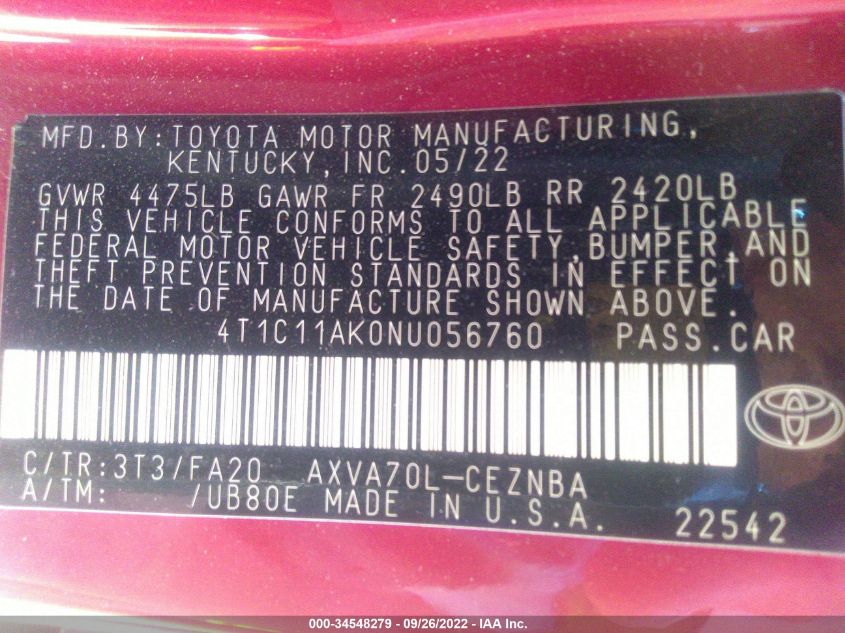 MFD.BY:TOYOTA MOTOR MANUFACTURING,
KENTUCKY,INC.05/22
GVWR 4475LB GAWR FR 2490LB RR 2420LB
THIS VEHICLE CONFORMS TO ALL APPLICABLE
FEDERAL MOTOR VEHICLE SAFETY,BUMPER,AND
THEFT PREVENTION STANDARDS IN EFFECT ON
THE DATE OF MANUFACTURE SHOWN ABOVE.
4T1C11AK0NU056760 PASS.CAR
C/TR:3T3/FA20 AXVA70L-CEZNBA
A/TM: /UB80E MADE IN U.S.A.
22542
000-34548279 - 09/26/2022 - IAA Inc.